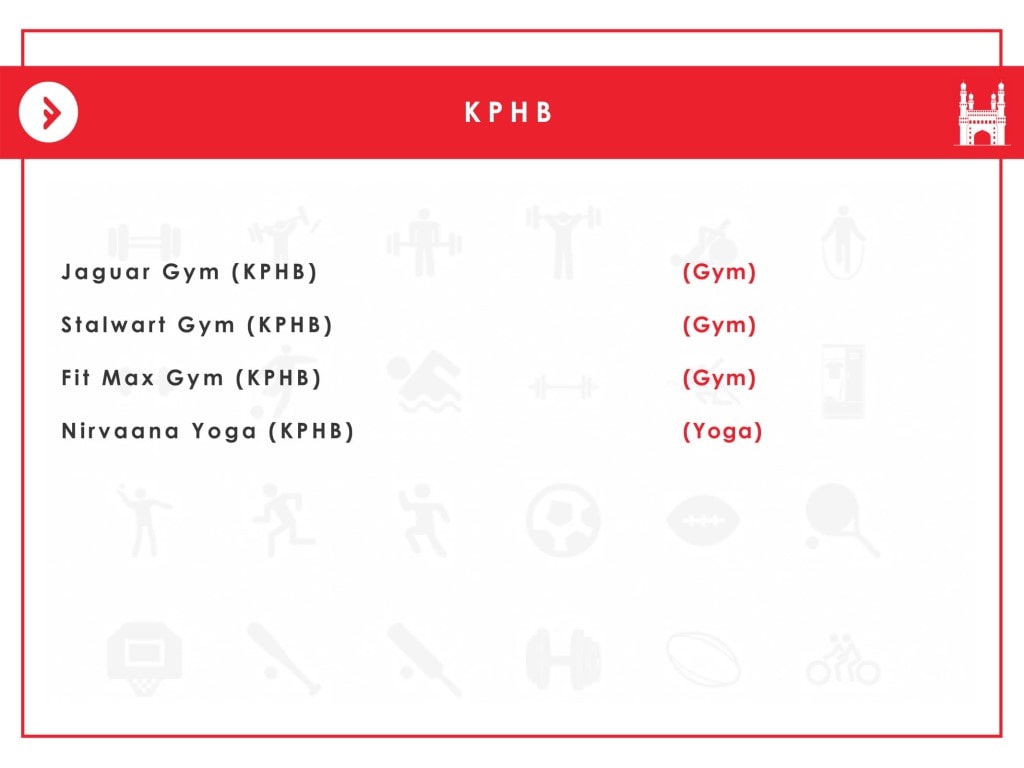 KPHB
Jaguar Gym (KPHB) (Gym)
Stalwart Gym (KPHB) (Gym)
Fit Max Gym (KPHB) (Gym)
Nirvaana Yoga (KPHB) (Yoga)